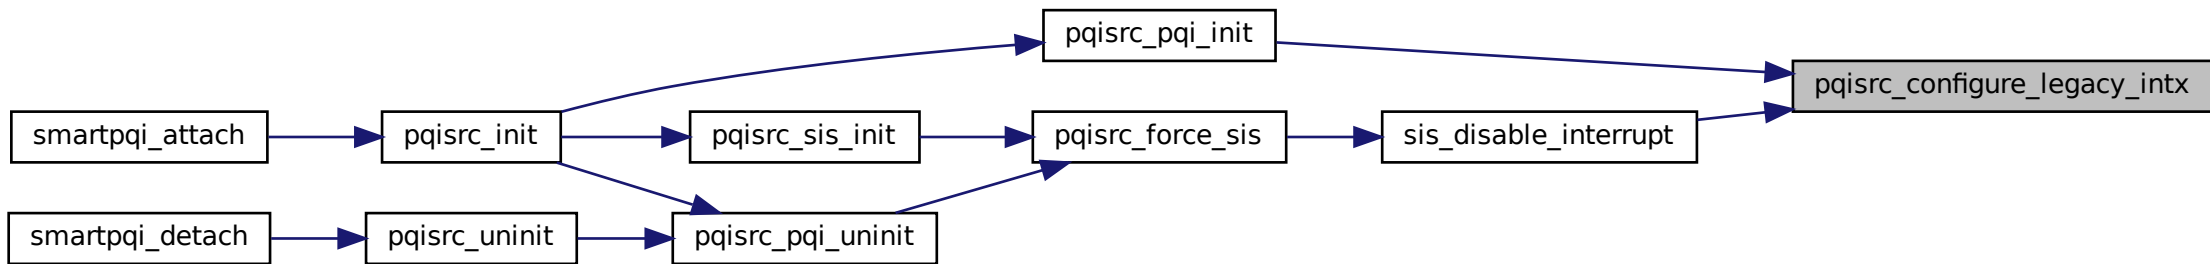 pqisrc_pqi_init
pqisrc_configure_legacy_intx
smartpqi_attach
pqisrc_init
pqisrc_sis_init
pqisrc_force_sis
sis_disable_interrupt
smartpqi_detach
pqisrc_uninit
pqisrc_pqi_uninit